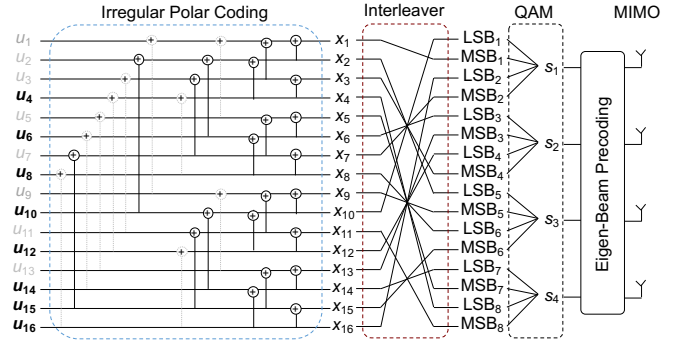 Irregular Polar Coding Interleaver QAM MIMO
u1 x1 LSB1
u2 x2 MSB1
u3 x3 LSB2 s1
u4 x4 MSB2
u5 x5 LSB3
u6 x6 MSB3
u7 x7 LSB4 s2
u8 x8 MSB4
u9 x9 LSB5
u10 x10 MSB5
u11 x11 LSB6 s3
u12 x12 MSB6
u13 x13 LSB7
u14 x14 MSB7
u15 x15 LSB8 s4
u16 x16 MSB8
Eigen-Beam Precoding